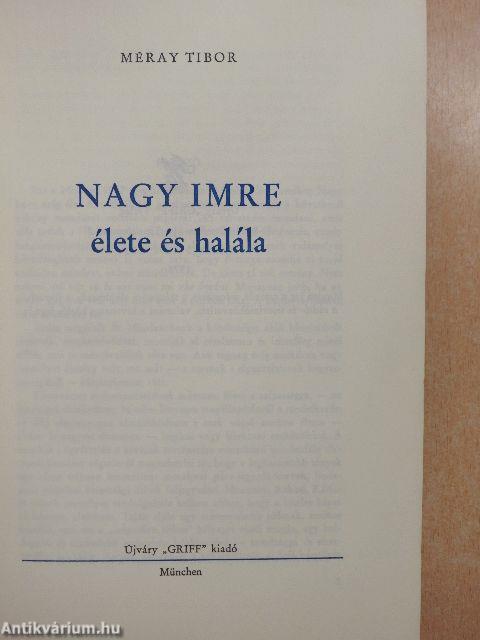 MÉRAY TIBOR
NAGY IMRE
élete és halála
Újváry „GRIFF" kiadó
München
Antikvárium.hu